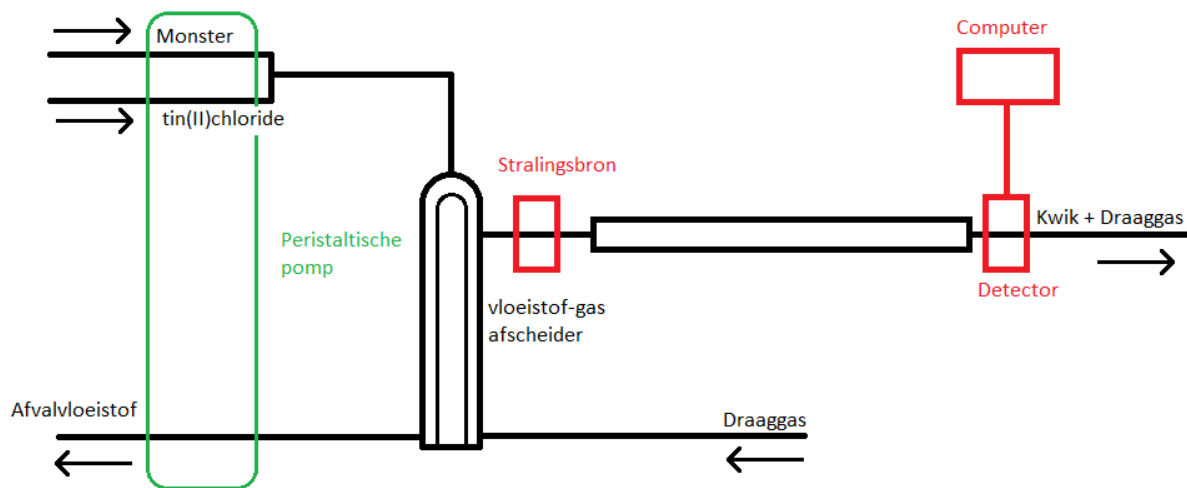 Monster
tin(II)chloride
Computer
Stralingsbron
Peristaltische
pomp
Kwik + Draaggas
Detector
vloeistof-gas
afscheider
Afvalvloeistof
Draaggas